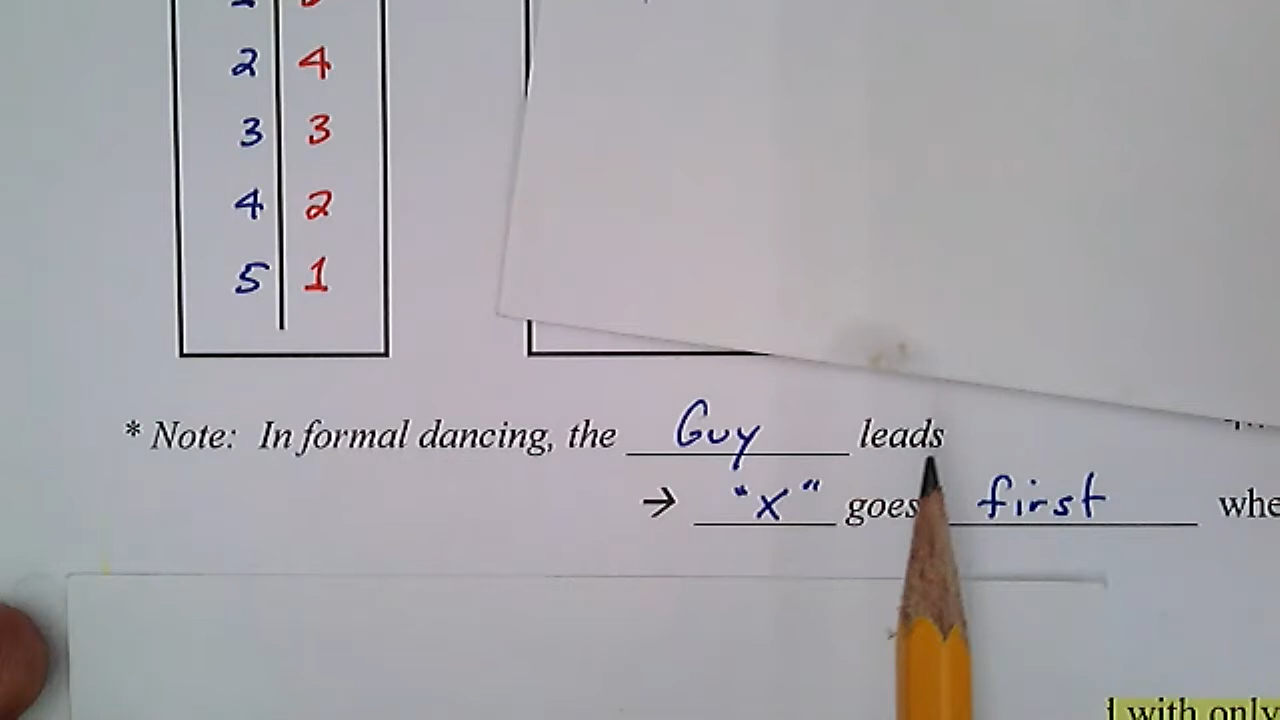 2 4
3 3
4 2
5 1
* Note: In formal dancing, the Guy leads
→ "x" goes first
with only